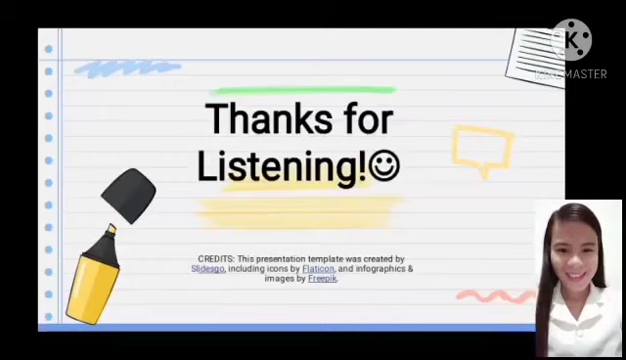 K
KINEMASTER
Thanks for
Listening!☺
CREDITS: This presentation template was created by
Slidesgo, including icons by Flaticon, and infographics &
images by Freepik.